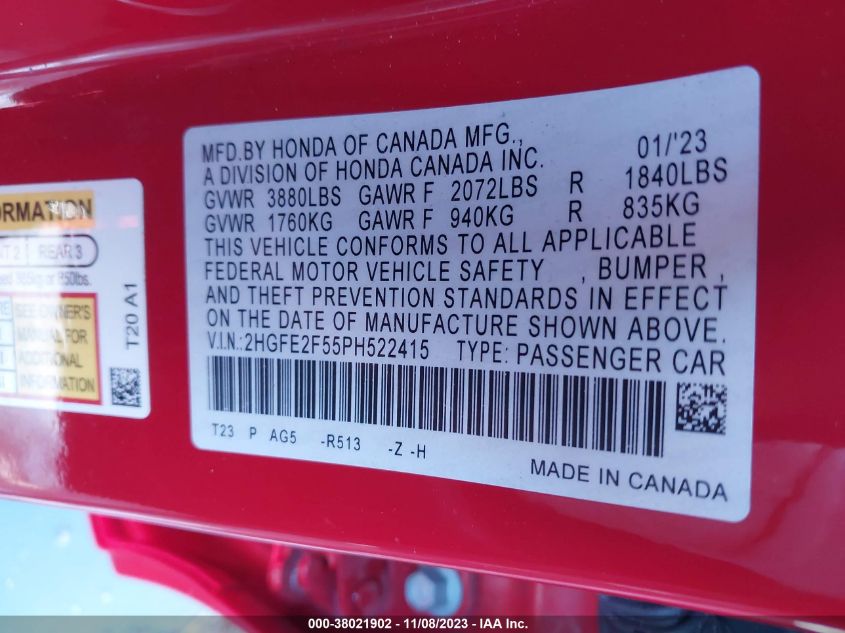 ORMATION
REAR 3
SEE OWNER'S
MANUAL FOR
ADDITIONAL
INFORMATION
T20 A1
MFD.BY HONDA OF CANADA MFG., 01/'23
A DIVISION OF HONDA CANADA INC.
GVWR 3880LBS GAWR F 2072LBS R 1840LBS
GVWR 1760KG GAWR F 940KG R 835KG
THIS VEHICLE CONFORMS TO ALL APPLICABLE
FEDERAL MOTOR VEHICLE SAFETY , BUMPER ,
AND THEFT PREVENTION STANDARDS IN EFFECT
ON THE DATE OF MANUFACTURE SHOWN ABOVE.
V.I.N.:2HGFE2F55PH522415 TYPE: PASSENGER CAR
T23 P AG5 -R513 -Z -H
MADE IN CANADA
000-38021902 - 11/08/2023 - IAA Inc.